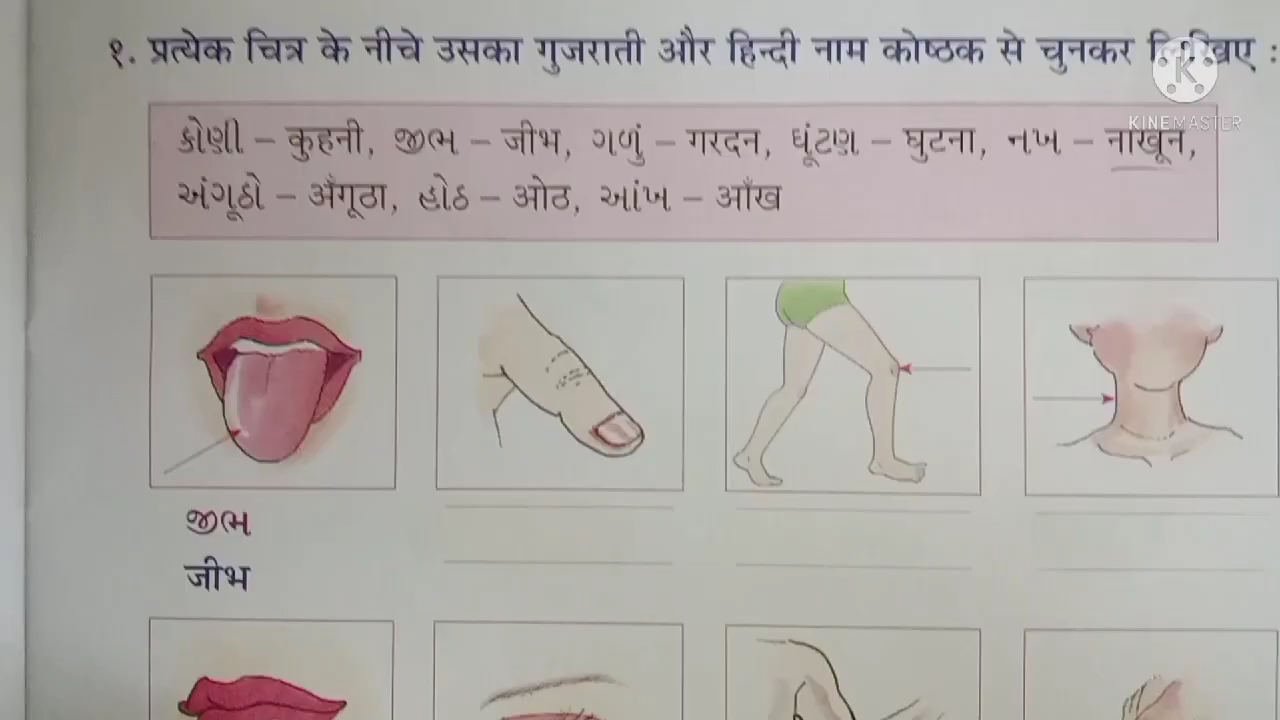 १. प्रत्येक चित्र के नीचे उसका गुजराती और हिन्दी नाम कोष्ठक से चुनकर लिखिए :
KINEMASTER
કોણી – कुहनी, જીભ – जीभ, ગળું – गरदन, ઘૂંટણ – घुटना, નખ – नाखून,
અંગૂઠો – अँगूठा, હોઠ – ओठ, આંખ – आँख
જીભ
जीभ